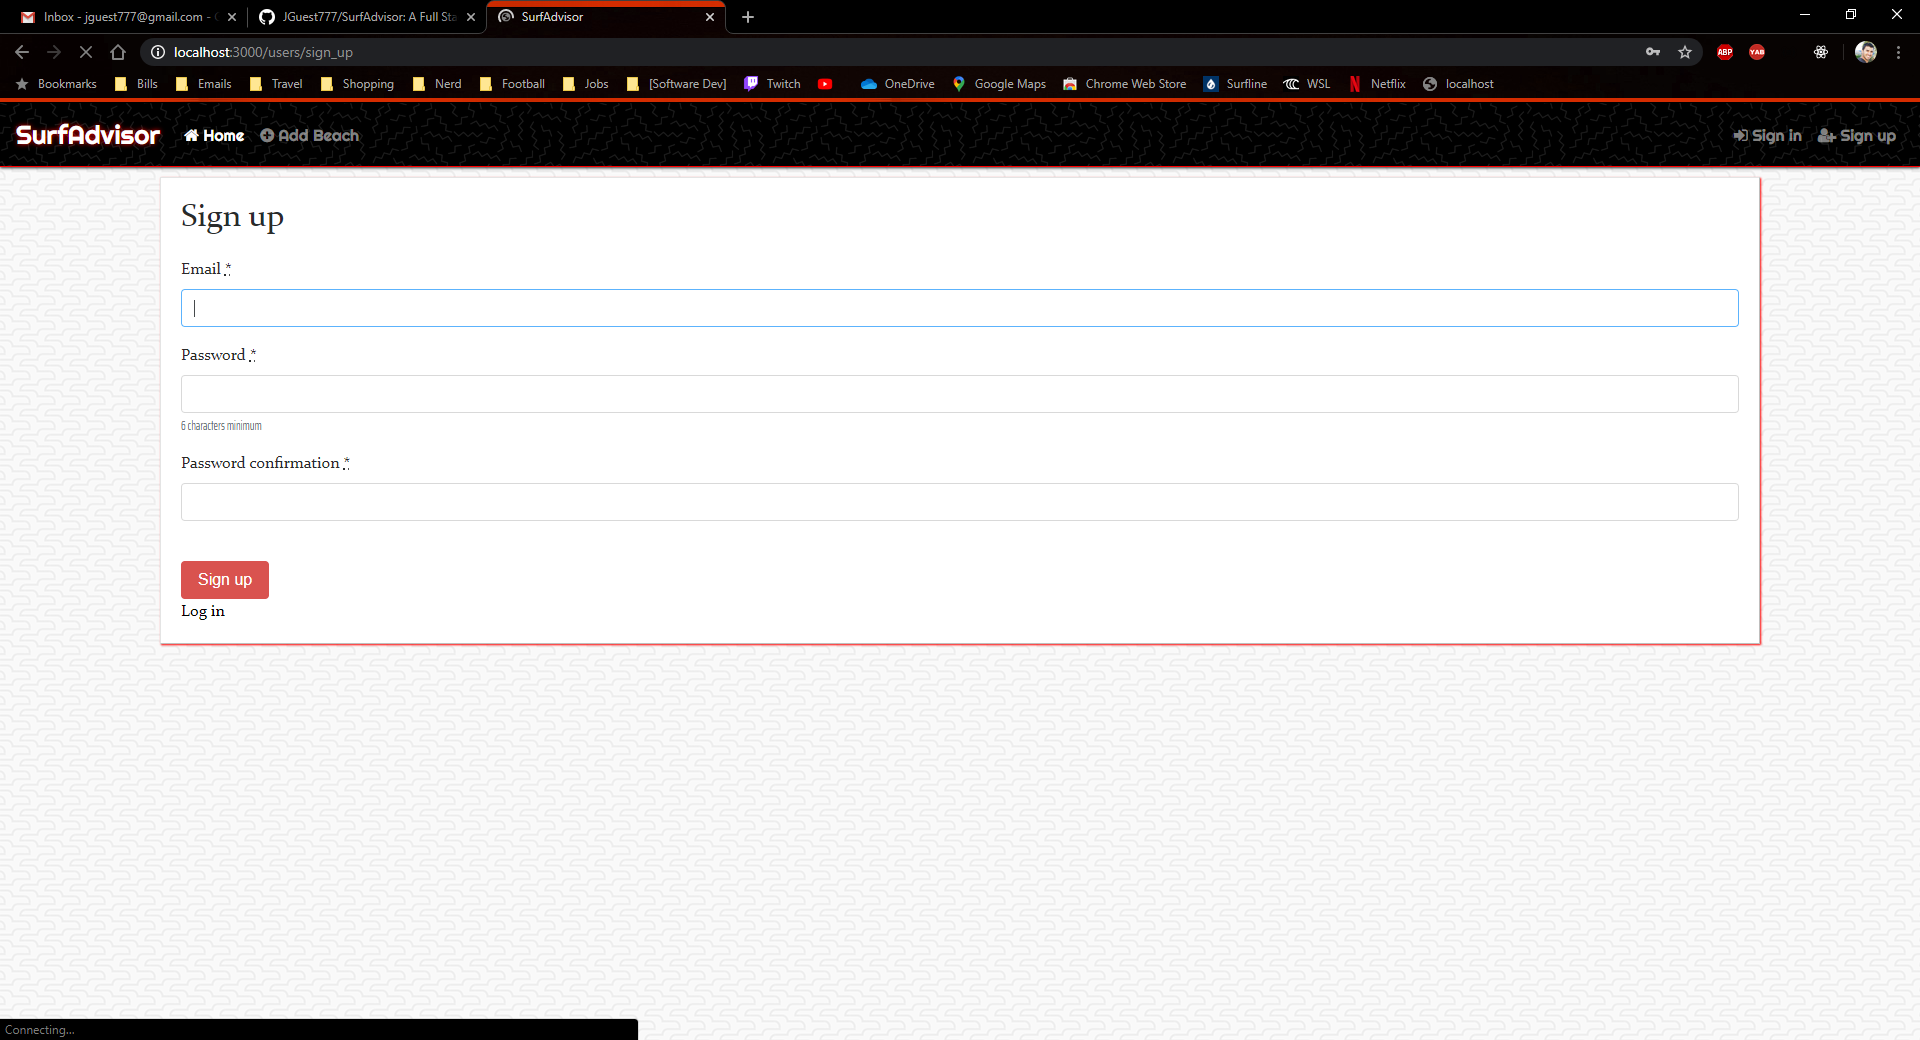 Inbox - jguest777@gmail.com - G
JGuest777/SurfAdvisor: A Full Sta
SurfAdvisor
localhost:3000/users/sign_up
ABP
YAB
Bookmarks Bills Emails Travel Shopping Nerd Football Jobs [Software Dev] Twitch OneDrive Google Maps Chrome Web Store Surfline WSL Netflix localhost
SurfAdvisor Home Add Beach Sign in Sign up
Sign up
Email *
Password *
6 characters minimum
Password confirmation *
Sign up
Log in
Connecting...